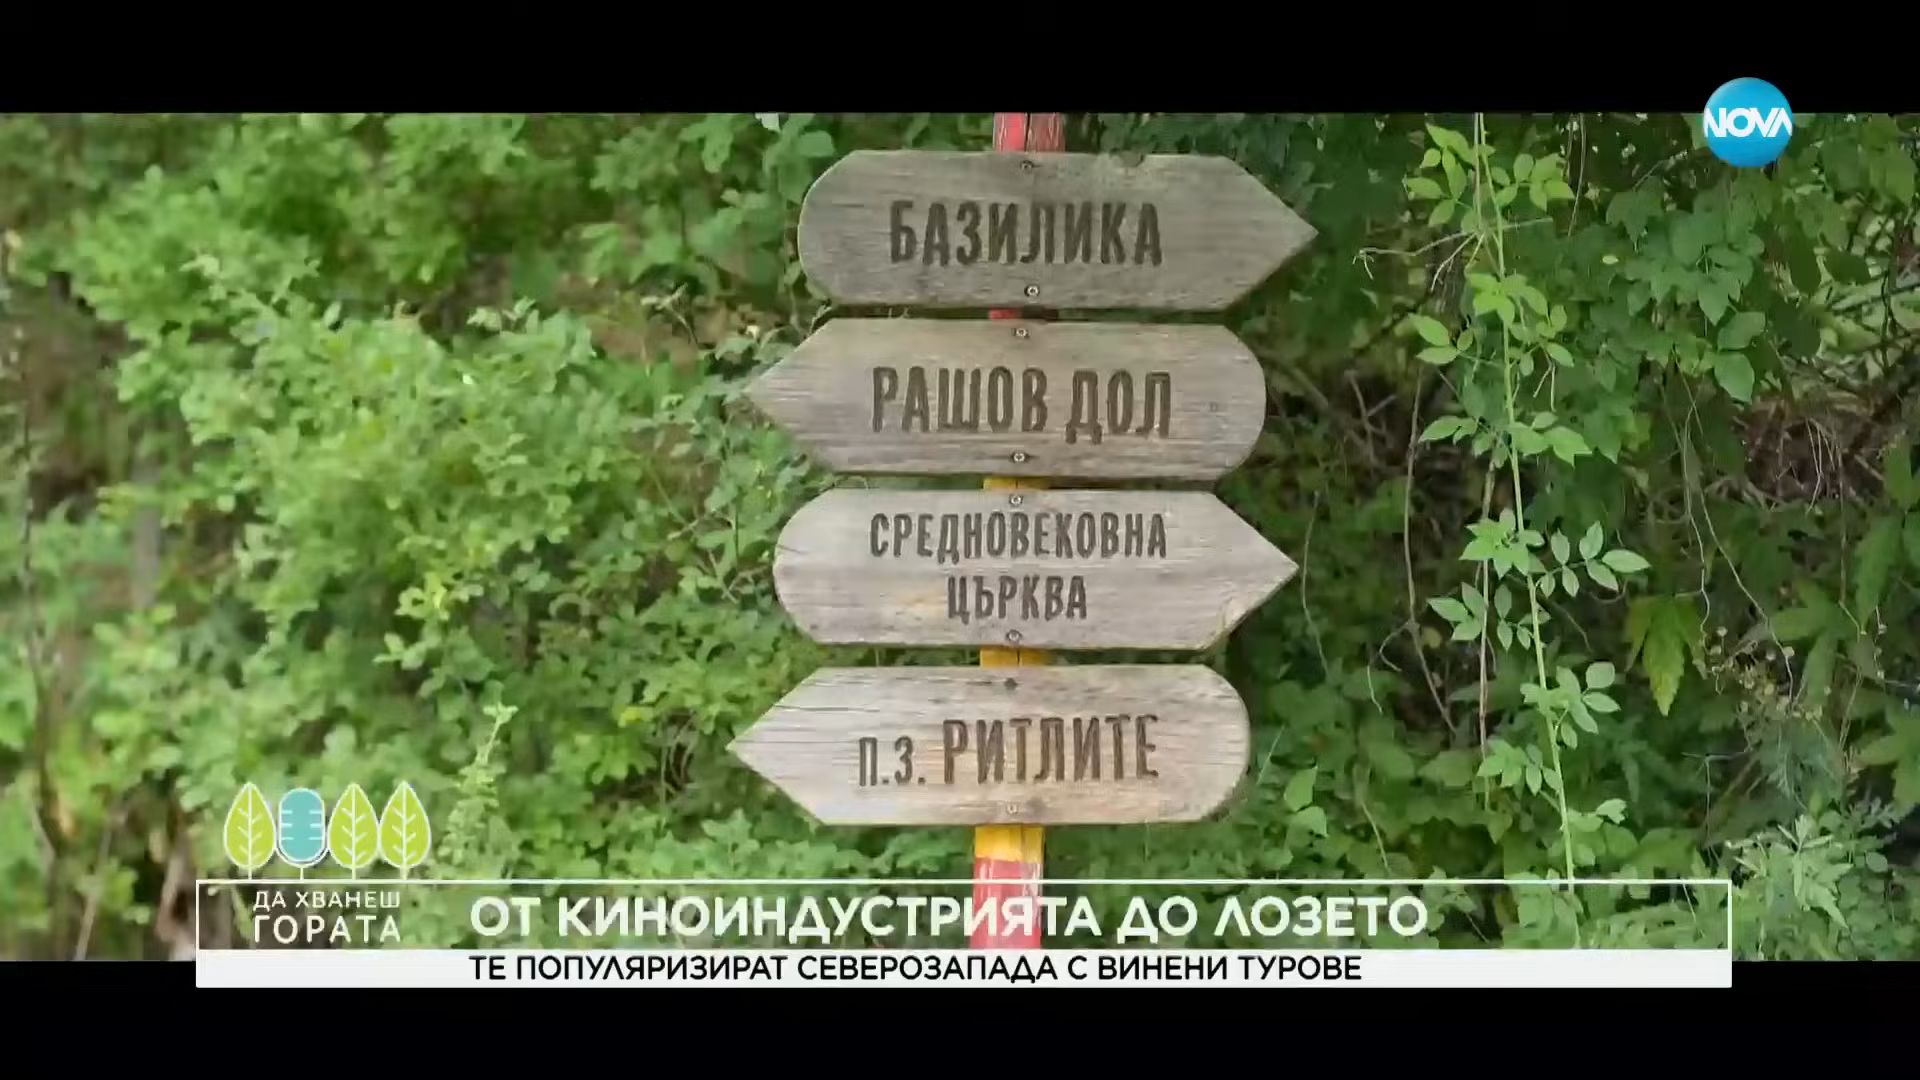 NOVA
БАЗИЛИКА
РАШОВ ДОЛ
СРЕДНОВЕКОВНА
ЦЪРКВА
П.З. РИТЛИТЕ
ДА ХВАНЕШ
ГОРАТА
ОТ КИНОИНДУСТРИЯТА ДО ЛОЗЕТО
ТЕ ПОПУЛЯРИЗИРАТ СЕВЕРОЗАПАДА С ВИНЕНИ ТУРОВЕ